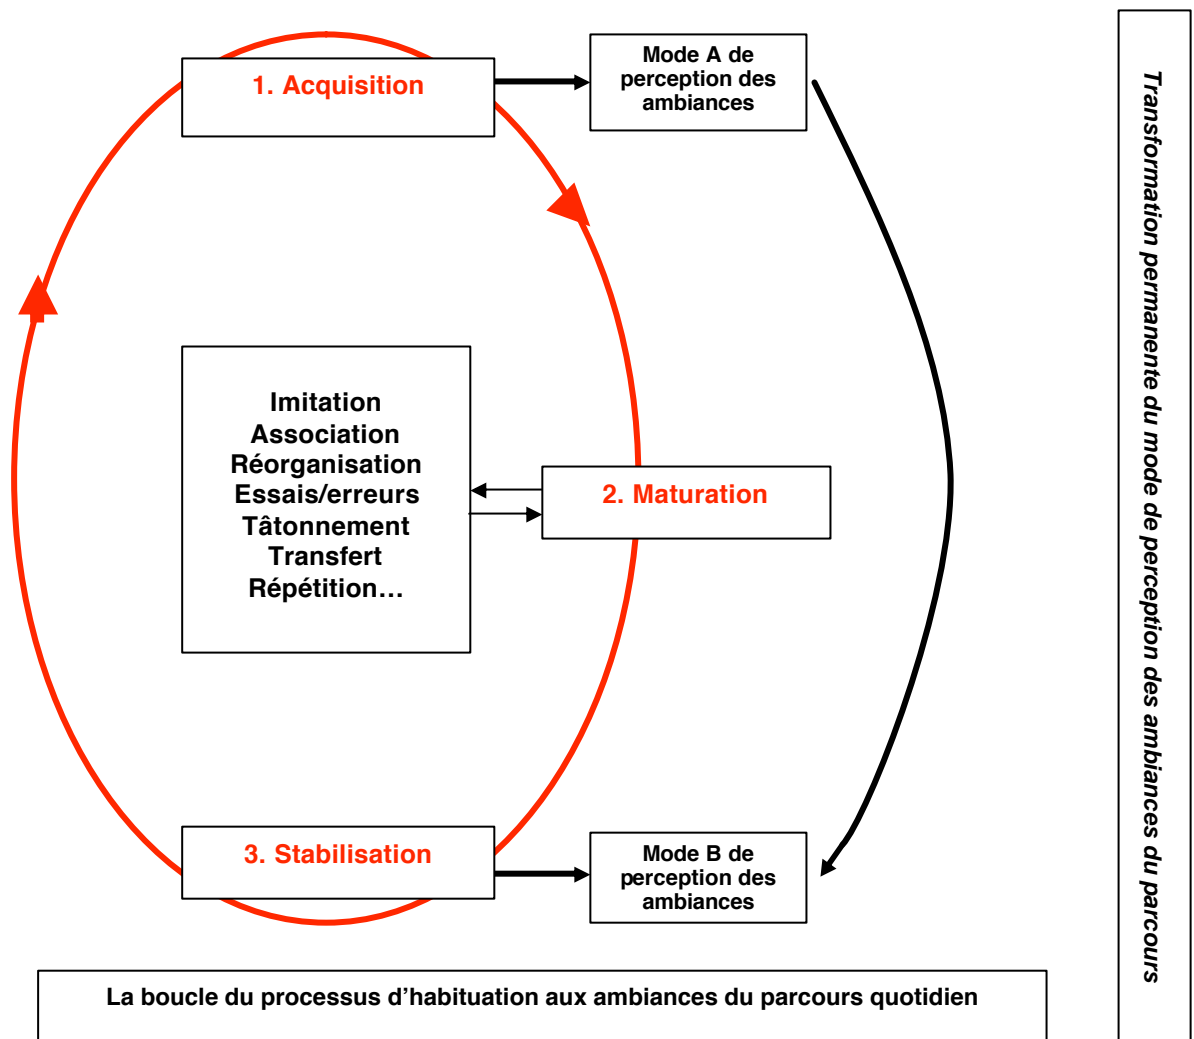 1. Acquisition
Mode A de
perception des
ambiances
Imitation
Association
Réorganisation
Essais/erreurs
Tâtonnement
Transfert
Répétition…
2. Maturation
3. Stabilisation
Mode B de
perception des
ambiances
La boucle du processus d’habituation aux ambiances du parcours quotidien
Transformation permanente du mode de perception des ambiances du parcours